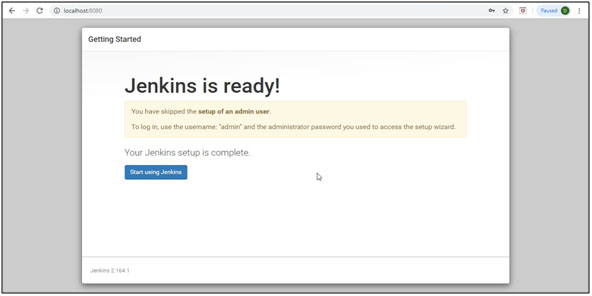 localhost:8080
Paused
D
Getting Started
Jenkins is ready!
You have skipped the setup of an admin user.
To log in, use the username: "admin" and the administrator password you used to access the setup wizard.
Your Jenkins setup is complete.
Start using Jenkins
Jenkins 2.164.1